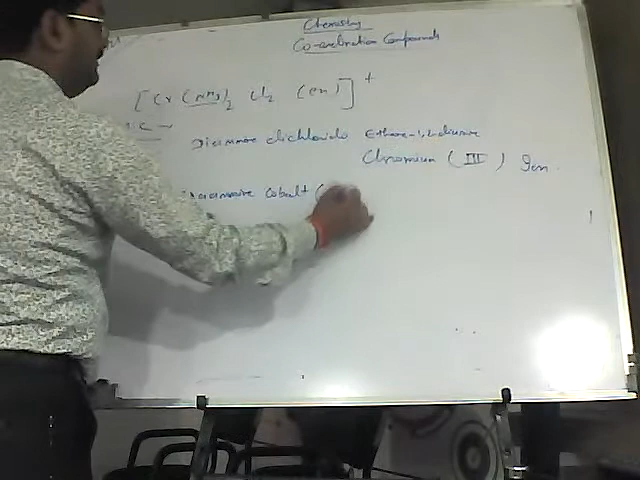 Chemistry
Co-ordination Compounds
[Cr (NH3)2 Cl2 (en)]+
Diammine dichlorido Ethane-1,2-diamine
Chromium (III) Ion.
Cobalt (